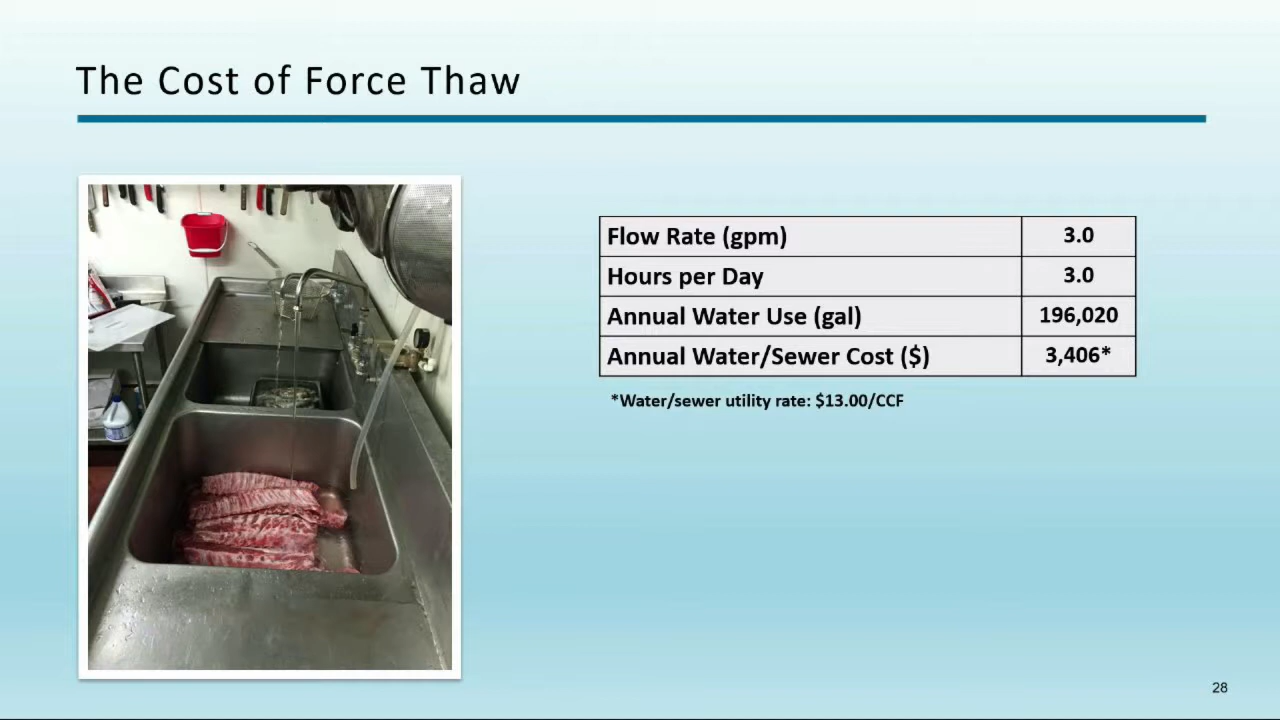 The Cost of Force Thaw
Flow Rate (gpm) 3.0
Hours per Day 3.0
Annual Water Use (gal) 196,020
Annual Water/Sewer Cost ($) 3,406*
*Water/sewer utility rate: $13.00/CCF
28